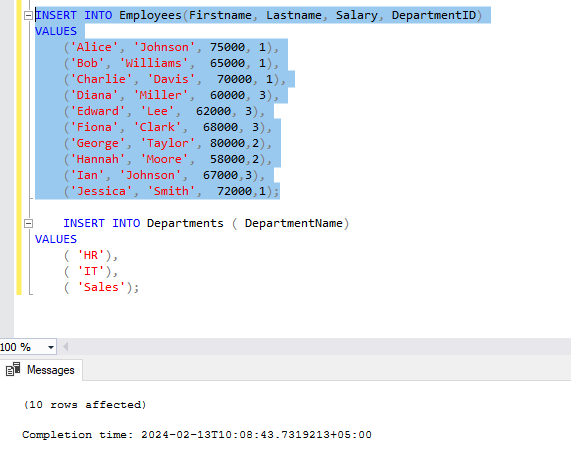 INSERT INTO Employees(Firstname, Lastname, Salary, DepartmentID)
VALUES
('Alice', 'Johnson', 75000, 1),
('Bob', 'Williams', 65000, 1),
('Charlie', 'Davis', 70000, 1),
('Diana', 'Miller', 60000, 3),
('Edward', 'Lee', 62000, 3),
('Fiona', 'Clark', 68000, 3),
('George', 'Taylor', 80000,2),
('Hannah', 'Moore', 58000,2),
('Ian', 'Johnson', 67000,3),
('Jessica', 'Smith', 72000,1);
INSERT INTO Departments ( DepartmentName)
VALUES
( 'HR'),
( 'IT'),
( 'Sales');
100 %
Messages
(10 rows affected)
Completion time: 2024-02-13T10:08:43.7319213+05:00